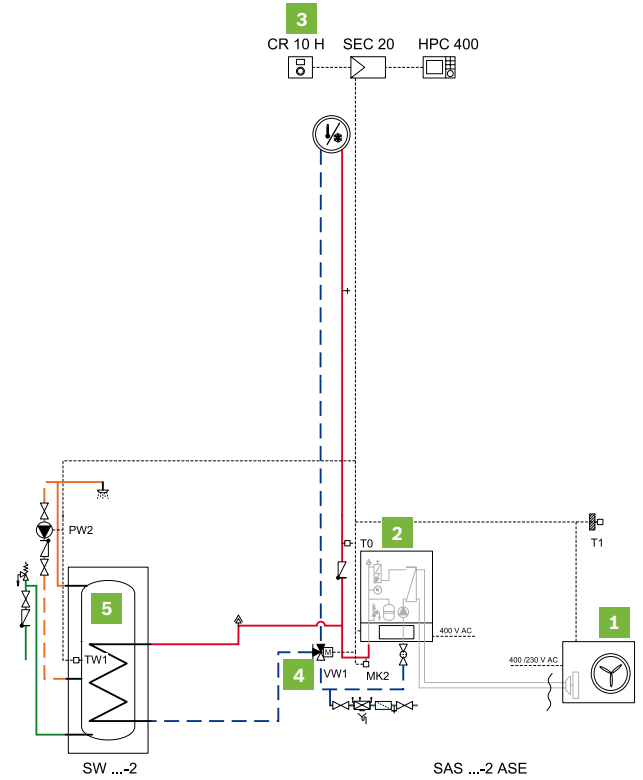 3
CR 10 H
SEC 20
HPC 400
PW2
T0
2
T1
5
1
400 V AC
400 /230 V AC
TW1
4
M
VW1
MK2
SW ...-2
SAS ...-2 ASE